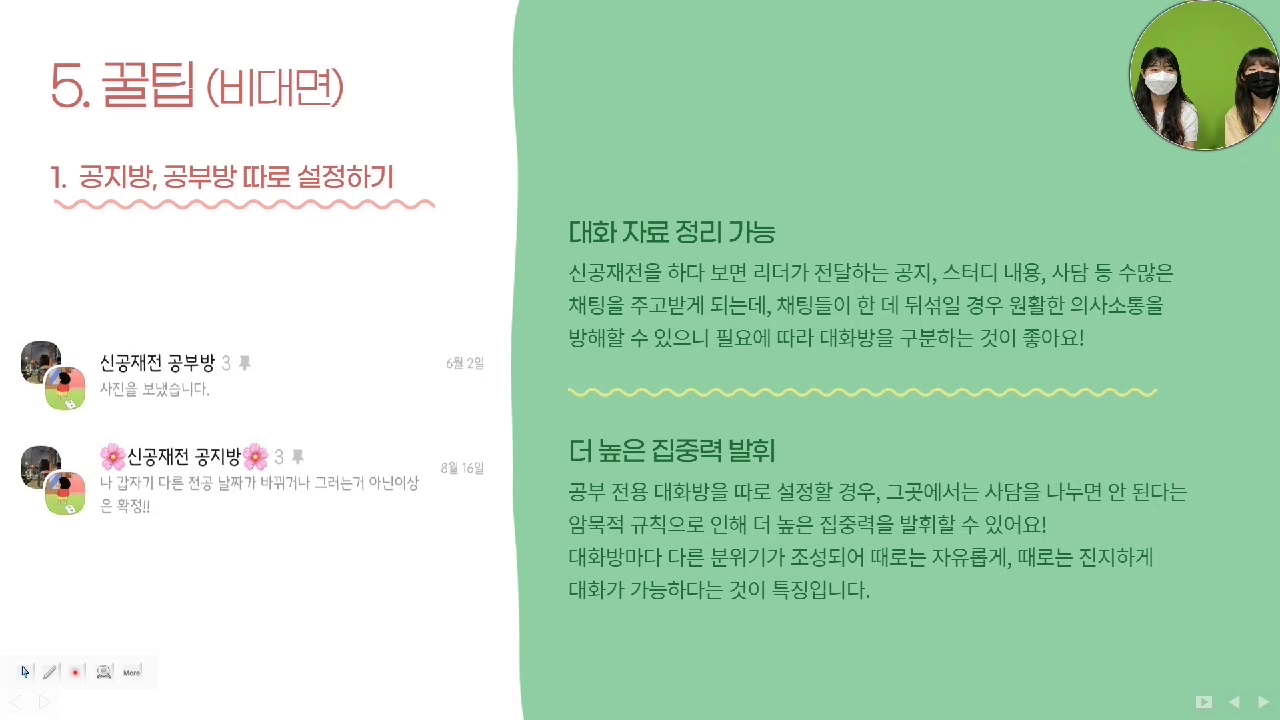 5. 꿀팁 (비대면)
1. 공지방, 공부방 따로 설정하기
신공재전 공부방 3
6월 2일
사진을 보냈습니다.
🌸신공재전 공지방🌸 3
8월 16일
나 갑자기 다른 전공 날짜가 바뀌거나 그러는거 아닌이상
은 확정!!
대화 자료 정리 가능
신공재전을 하다 보면 리더가 전달하는 공지, 스터디 내용, 사담 등 수많은
채팅을 주고받게 되는데, 채팅들이 한 데 뒤섞일 경우 원활한 의사소통을
방해할 수 있으니 필요에 따라 대화방을 구분하는 것이 좋아요!
더 높은 집중력 발휘
공부 전용 대화방을 따로 설정할 경우, 그곳에서는 사담을 나누면 안 된다는
암묵적 규칙으로 인해 더 높은 집중력을 발휘할 수 있어요!
대화방마다 다른 분위기가 조성되어 때로는 자유롭게, 때로는 진지하게
대화가 가능하다는 것이 특징입니다.
More